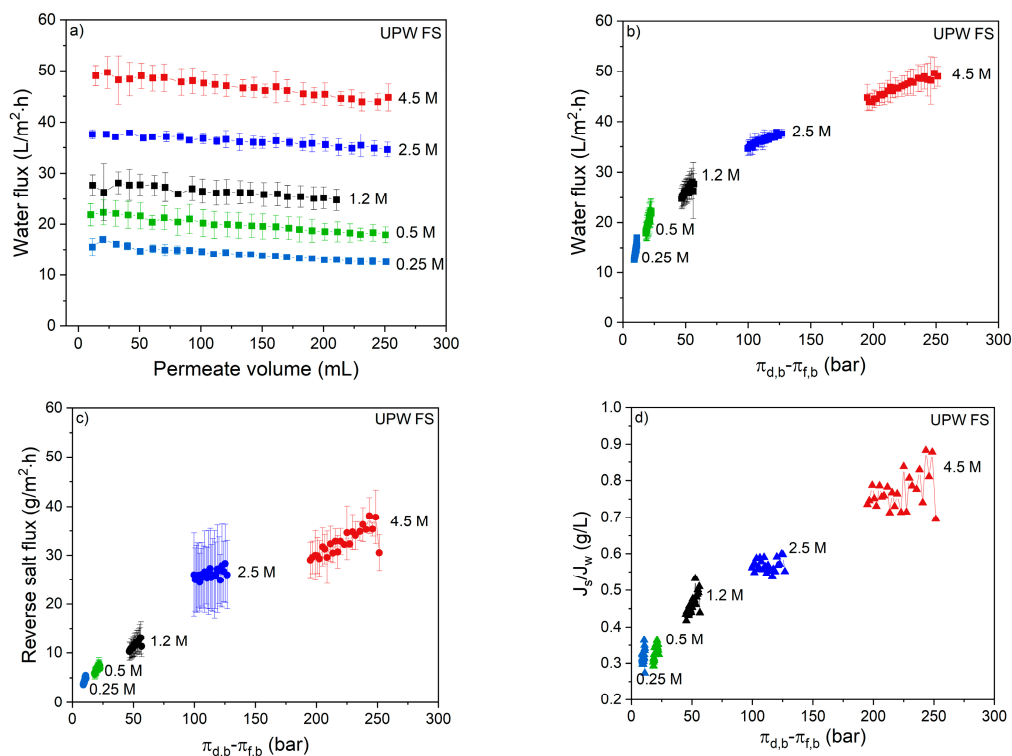 a)
UPW FS
60
50
40
30
20
10
0
Water flux (L/m²·h)
4.5 M
2.5 M
1.2 M
0.5 M
0.25 M
0 50 100 150 200 250 300
Permeate volume (mL)
b)
UPW FS
60
50
40
30
20
10
0
Water flux (L/m²·h)
4.5 M
2.5 M
1.2 M
0.5 M
0.25 M
0 50 100 150 200 250 300
π_d,b-π_f,b (bar)
c)
UPW FS
60
50
40
30
20
10
0
Reverse salt flux (g/m²·h)
4.5 M
2.5 M
1.2 M
0.5 M
0.25 M
0 50 100 150 200 250 300
π_d,b-π_f,b (bar)
d)
UPW FS
1.0
0.9
0.8
0.7
0.6
0.5
0.4
0.3
0.2
J_s/J_w (g/L)
4.5 M
2.5 M
1.2 M
0.5 M
0.25 M
0 50 100 150 200 250 300
π_d,b-π_f,b (bar)